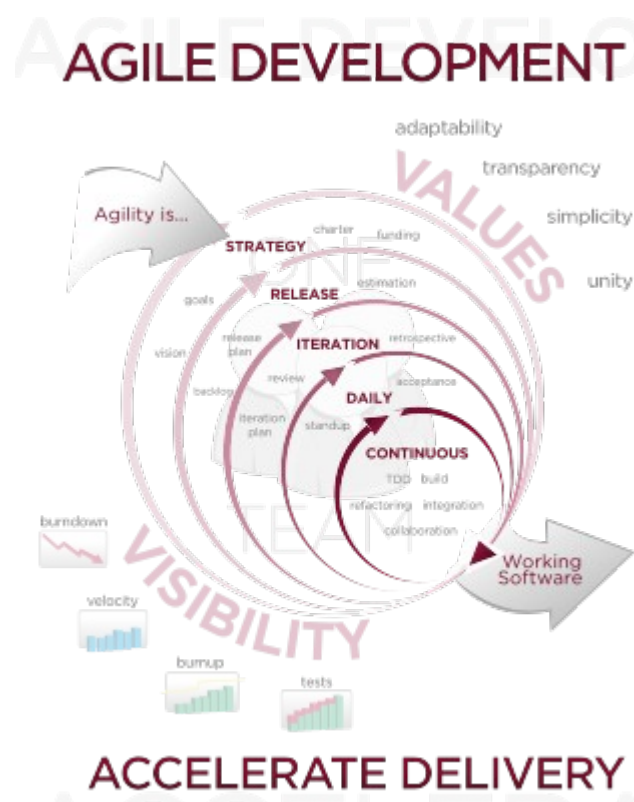 AGILE DEVELOPMENT
adaptability
VALUES
transparency
Agility is...
simplicity
charter
funding
STRATEGY
ONE
unity
estimation
RELEASE
goals
release
plan
ITERATION
retrospective
vision
review
acceptance
backlog
DAILY
iteration
plan
standup
CONTINUOUS
TDD build
refactoring integration
TEAM
collaboration
burndown
VISIBILITY
Working
Software
velocity
burnup
tests
ACCELERATE DELIVERY